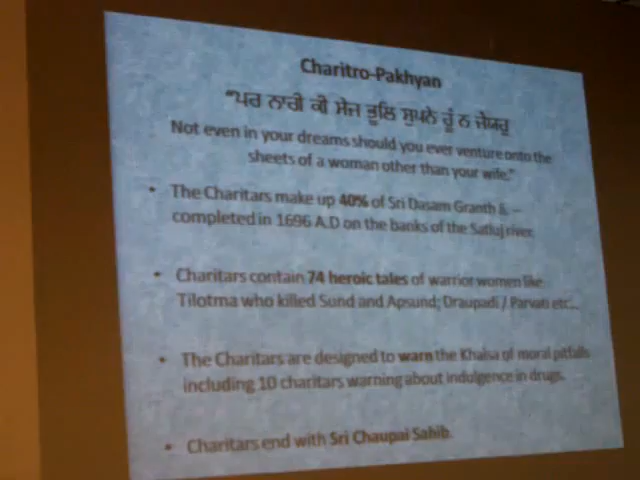 Charitro-Pakhyan
"ਪਰ ਨਾਰੀ ਕੀ ਸੇਜ ਭੂਲਿ ਸੁਪਨੇ ਹੂੰ ਨ ਜੈਯਹੁ
Not even in your dreams should you ever venture onto the
sheets of a woman other than your wife."
• The Charitars make up 40% of Sri Dasam Granth & –
completed in 1696 A.D on the banks of the Satluj river.
• Charitars contain 74 heroic tales of warrior women like
Tilotma who killed Sund and Apsund; Draupadi / Parvati etc...
• The Charitars are designed to warn the Khalsa of moral pitfalls
including 10 charitars warning about indolgence in drugs.
• Charitars end with Sri Chaupai Sahib.